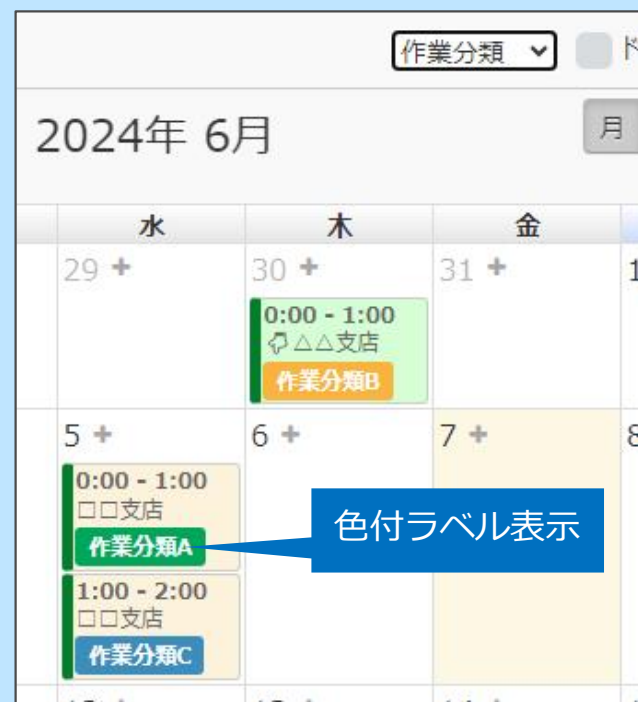 作業分類
ド
2024年 6月
月
水 木 金
29 + 30 + 31 + 1
0:00 - 1:00
△△支店
作業分類B
5 + 6 + 7 + 8
0:00 - 1:00
□□支店
作業分類A
色付ラベル表示
1:00 - 2:00
□□支店
作業分類C